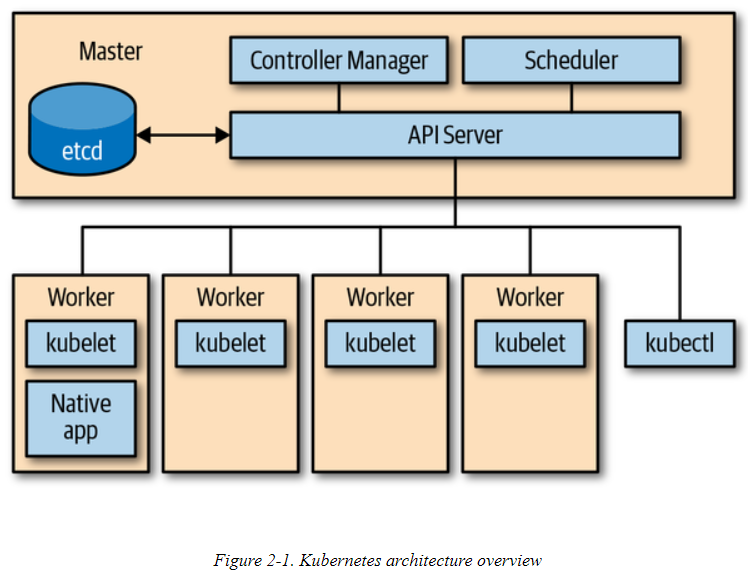 Master
Controller Manager
Scheduler
etcd
API Server
Worker
kubelet
Native
app
Worker
kubelet
Worker
kubelet
Worker
kubelet
kubectl
Figure 2-1. Kubernetes architecture overview